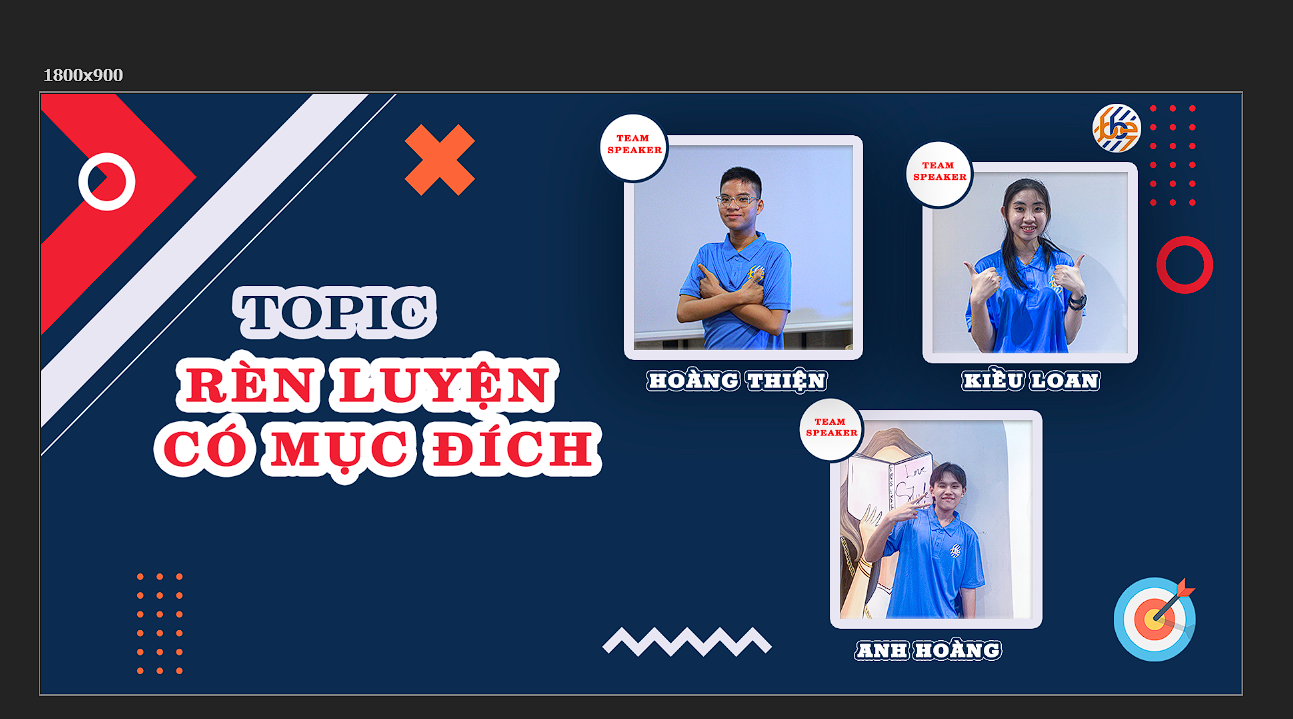 1800x900
TEAM
SPEAKER
TEAM
SPEAKER
TOPIC
RÈN LUYỆN
CÓ MỤC ĐÍCH
HOÀNG THIỆN
KIỀU LOAN
TEAM
SPEAKER
Love
ANH HOÀNG